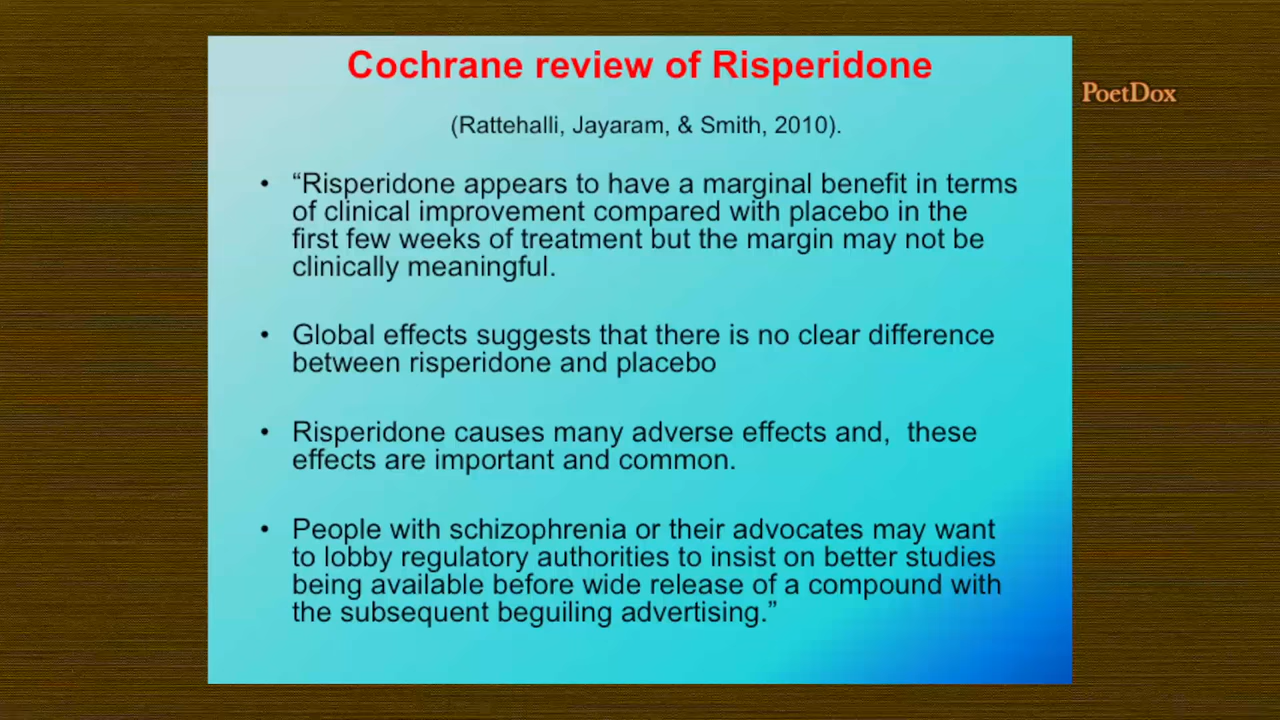 Cochrane review of Risperidone
PoetDox
(Rattehalli, Jayaram, & Smith, 2010).
• “Risperidone appears to have a marginal benefit in terms
of clinical improvement compared with placebo in the
first few weeks of treatment but the margin may not be
clinically meaningful.
• Global effects suggests that there is no clear difference
between risperidone and placebo
• Risperidone causes many adverse effects and,  these
effects are important and common.
• People with schizophrenia or their advocates may want
to lobby regulatory authorities to insist on better studies
being available before wide release of a compound with
the subsequent beguiling advertising.”